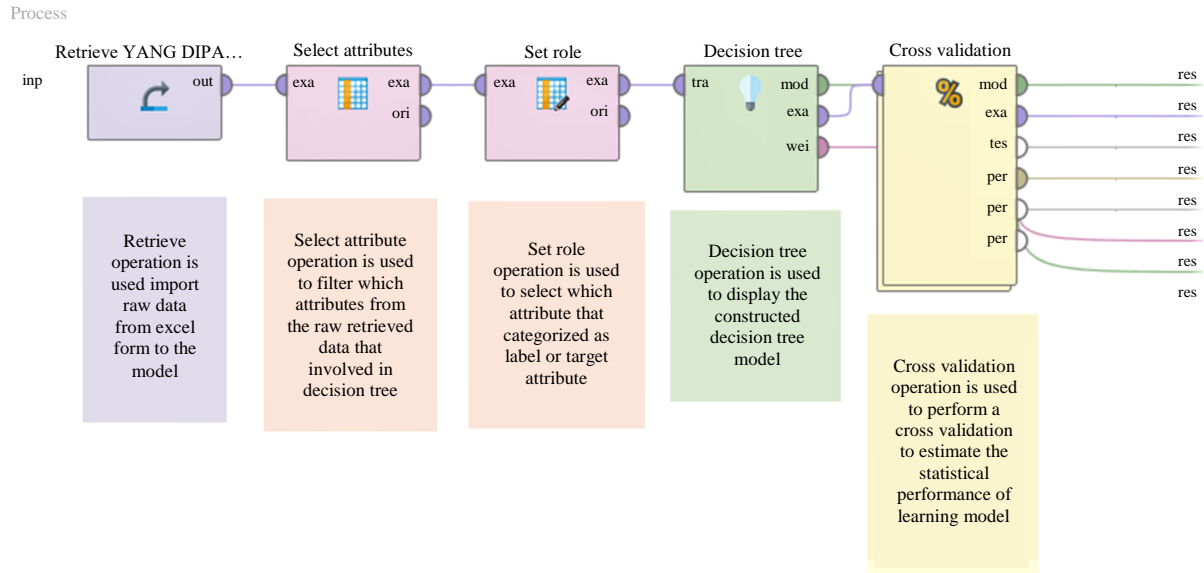 Process
Retrieve YANG DIPA…
Select attributes
Set role
Decision tree
Cross validation
inp
out
exa
exa
ori
exa
exa
ori
tra
mod
exa
wei
mod
exa
tes
per
per
per
res
res
res
res
res
res
res
res
Retrieve
operation is
used import
raw data
from excel
form to the
model
Select attribute
operation is used
to filter which
attributes from
the raw retrieved
data that
involved in
decision tree
Set role
operation is used
to select which
attribute that
categorized as
label or target
attribute
Decision tree
operation is used
to display the
constructed
decision tree
model
Cross validation
operation is used
to perform a
cross validation
to estimate the
statistical
performance of
learning model